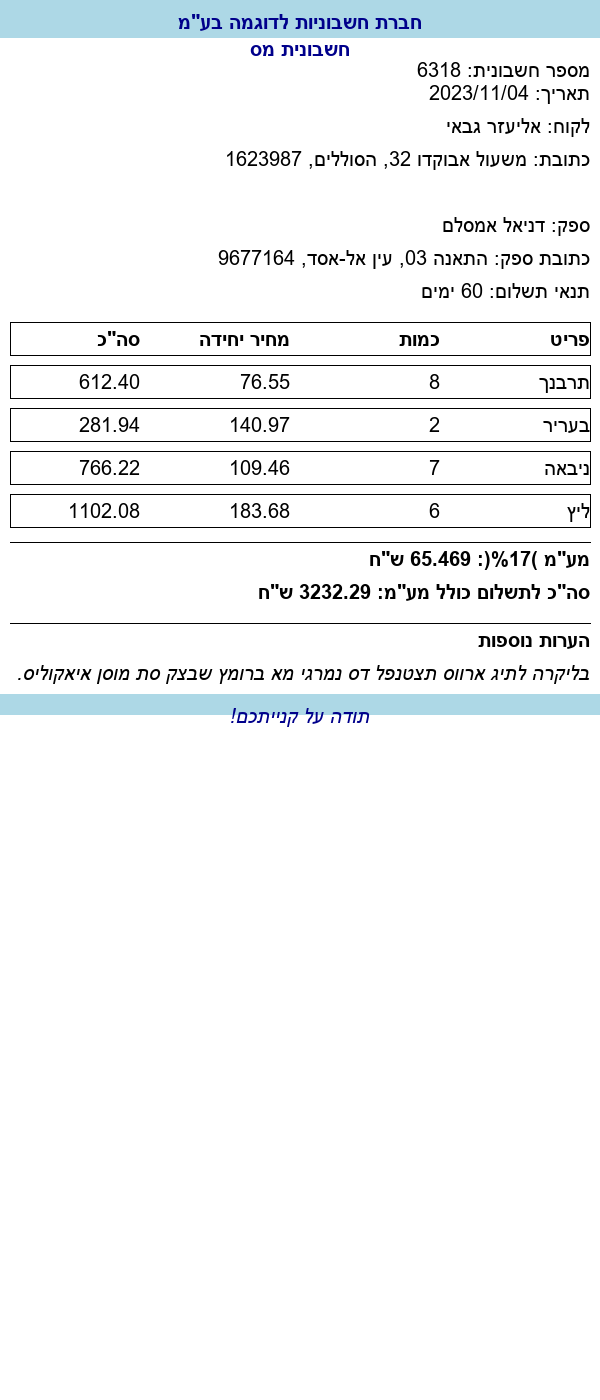 חברת חשבוניות לדוגמה בע"מ
חשבונית מס
מספר חשבונית: 6318
תאריך: 2023/11/04
לקוח: אליעזר גבאי
כתובת: משעול אבוקדו 32, הסוללים, 1623987
ספק: דניאל אמסלם
כתובת ספק: התאנה 03, עין אל-אסד, 9677164
תנאי תשלום: 60 ימים
פריט כמות מחיר יחידה סה"כ
תרבנך 8 76.55 612.40
בעריר 2 140.97 281.94
ניבאה 7 109.46 766.22
ליץ 6 183.68 1102.08
מע"מ )17%(: 65.469 ש"ח
סה"כ לתשלום כולל מע"מ: 3232.29 ש"ח
הערות נוספות
בליקרה לתיג ארווס תצטנפל דס נמרגי מא ברומץ שבצק סת מוסן איאקוליס.
תודה על קנייתכם!